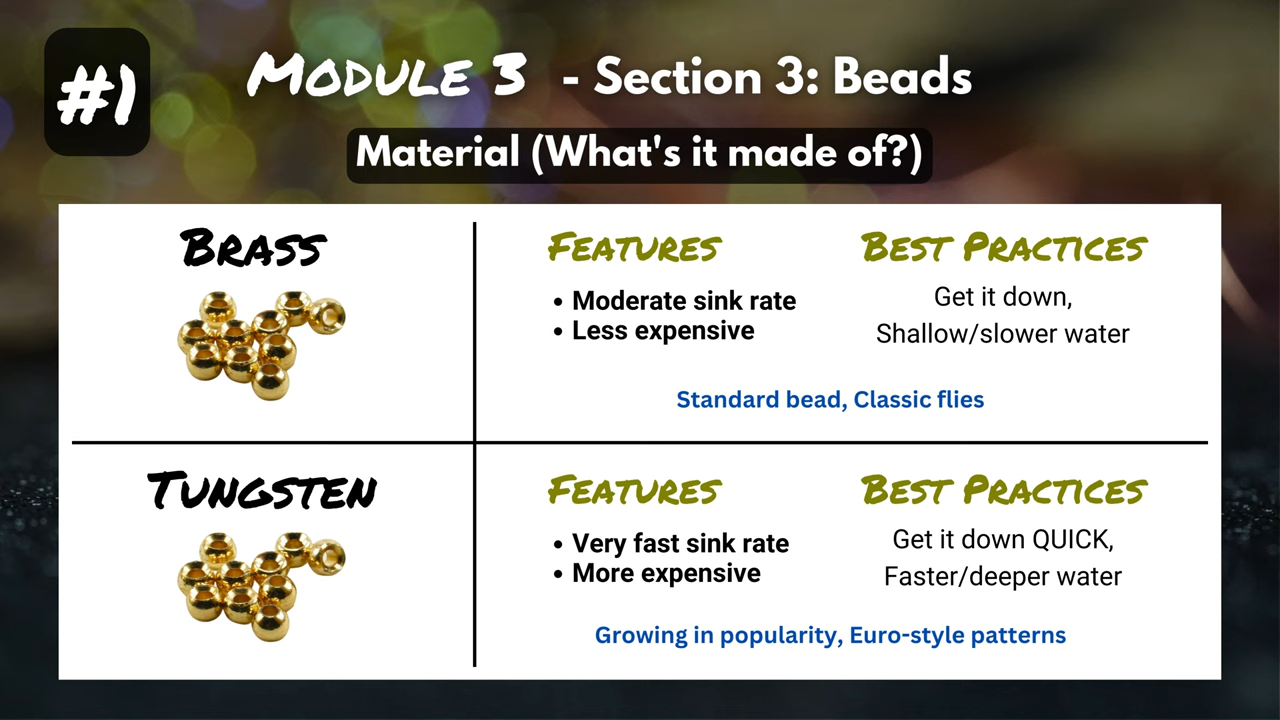 #1
Module 3 - Section 3: Beads
Material (What's it made of?)
Brass
Features
• Moderate sink rate
• Less expensive
Best Practices
Get it down,
Shallow/slower water
Standard bead, Classic flies
Tungsten
Features
• Very fast sink rate
• More expensive
Best Practices
Get it down QUICK,
Faster/deeper water
Growing in popularity, Euro-style patterns